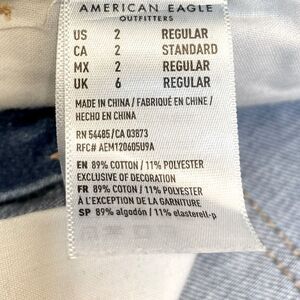 AMERICAN EAGLE
OUTFITTERS
US 2 REGULAR
CA 2 STANDARD
MX 2 REGULAR
UK 6 REGULAR
MADE IN CHINA / FABRIQUÉ EN CHINE /
HECHO EN CHINA
RN 54485/CA 03873
RFC# AEM120605U9A
EN 89% COTTON / 11% POLYESTER
EXCLUSIVE OF DECORATION
FR 89% COTON / 11% POLYESTER
À L'EXCEPTION DE LA GARNITURE
SP 89% algodón / 11% elasterell-p